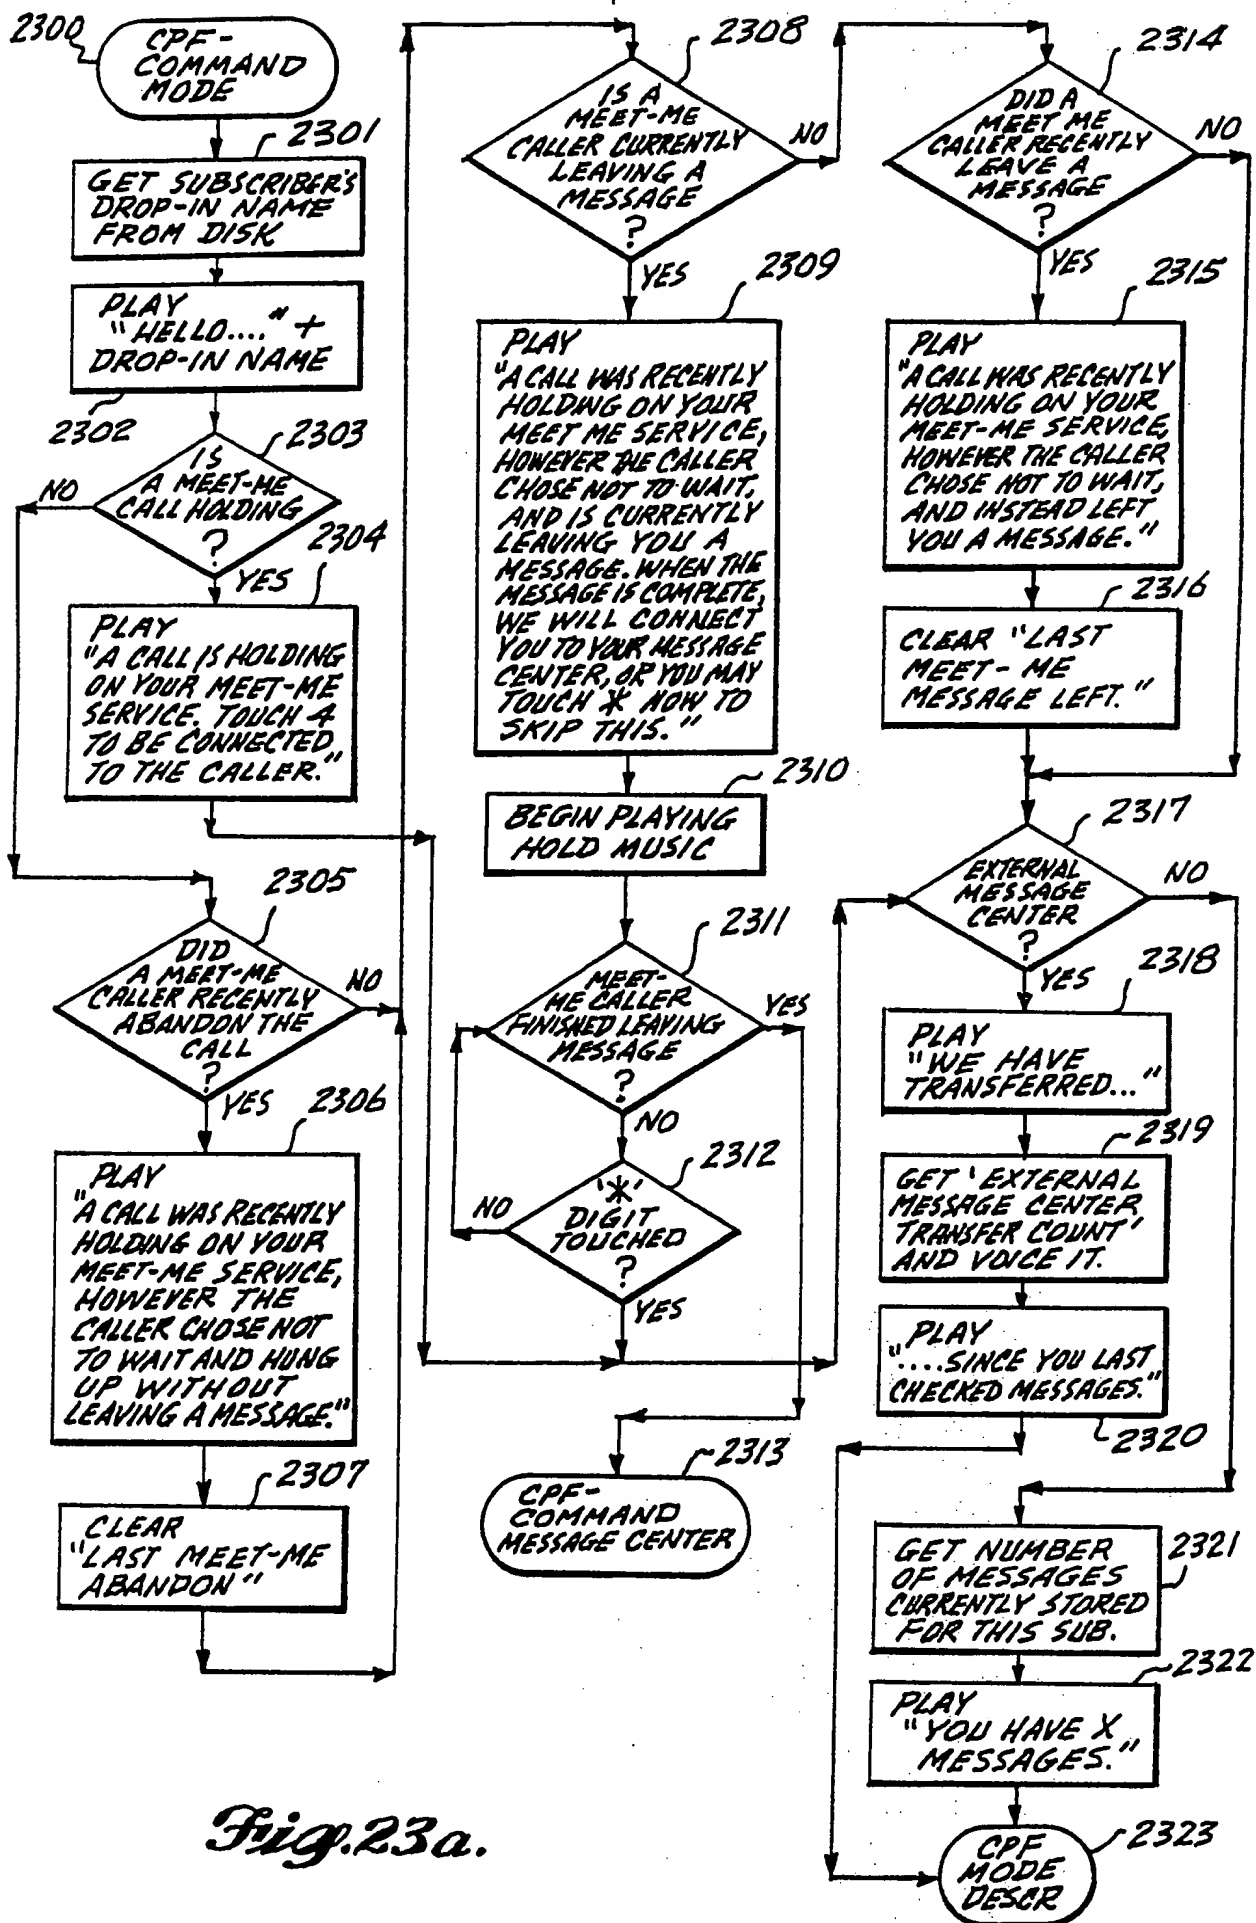 2300
CPF-
COMMAND
MODE
2301
GET SUBSCRIBER'S
DROP-IN NAME
FROM DISK
PLAY
"HELLO...." +
DROP-IN NAME
2302
2303
IS
A MEET-ME
CALL HOLDING
?
NO
YES
2304
PLAY
"A CALL IS HOLDING
ON YOUR MEET-ME
SERVICE. TOUCH 4
TO BE CONNECTED
TO THE CALLER."
2305
DID
A MEET-ME
CALLER RECENTLY
ABANDON THE
CALL
?
NO
YES
2306
PLAY
"A CALL WAS RECENTLY
HOLDING ON YOUR
MEET-ME SERVICE,
HOWEVER THE
CALLER CHOSE NOT
TO WAIT AND HUNG
UP WITHOUT
LEAVING A MESSAGE."
2307
CLEAR
"LAST MEET-ME
ABANDON"
2308
IS A
MEET-ME
CALLER CURRENTLY
LEAVING A
MESSAGE
?
NO
YES
2309
PLAY
"A CALL WAS RECENTLY
HOLDING ON YOUR
MEET ME SERVICE,
HOWEVER THE CALLER
CHOSE NOT TO WAIT,
AND IS CURRENTLY
LEAVING YOU A
MESSAGE. WHEN THE
MESSAGE IS COMPLETE,
WE WILL CONNECT
YOU TO YOUR MESSAGE
CENTER, OR YOU MAY
TOUCH * NOW TO
SKIP THIS."
2310
BEGIN PLAYING
HOLD MUSIC
2311
MEET-
ME CALLER
FINISHED LEAVING
MESSAGE
?
YES
NO
2312
'*'
DIGIT
TOUCHED
?
NO
YES
2313
CPF-
COMMAND
MESSAGE CENTER
2314
DID A
MEET ME
CALLER RECENTLY
LEAVE A
MESSAGE
?
NO
YES
2315
PLAY
"A CALL WAS RECENTLY
HOLDING ON YOUR
MEET-ME SERVICE,
HOWEVER THE CALLER
CHOSE NOT TO WAIT,
AND INSTEAD LEFT
YOU A MESSAGE."
2316
CLEAR "LAST
MEET-ME
MESSAGE LEFT."
2317
EXTERNAL
MESSAGE
CENTER
?
NO
YES
2318
PLAY
"WE HAVE
TRANSFERRED..."
2319
GET 'EXTERNAL
MESSAGE CENTER
TRANSFER COUNT'
AND VOICE IT.
PLAY
"....SINCE YOU LAST
CHECKED MESSAGES."
2320
GET NUMBER
OF MESSAGES
CURRENTLY STORED
FOR THIS SUB.
2321
2322
PLAY
"YOU HAVE X
MESSAGES."
2323
CPF
MODE
DESCR
Fig. 23a.